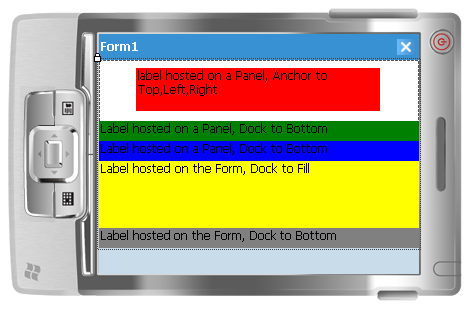 Form1
label hosted on a Panel, Anchor to
Top,Left,Right
Label hosted on a Panel, Dock to Bottom
Label hosted on a Panel, Dock to Bottom
Label hosted on the Form, Dock to Fill
Label hosted on the Form, Dock to Bottom